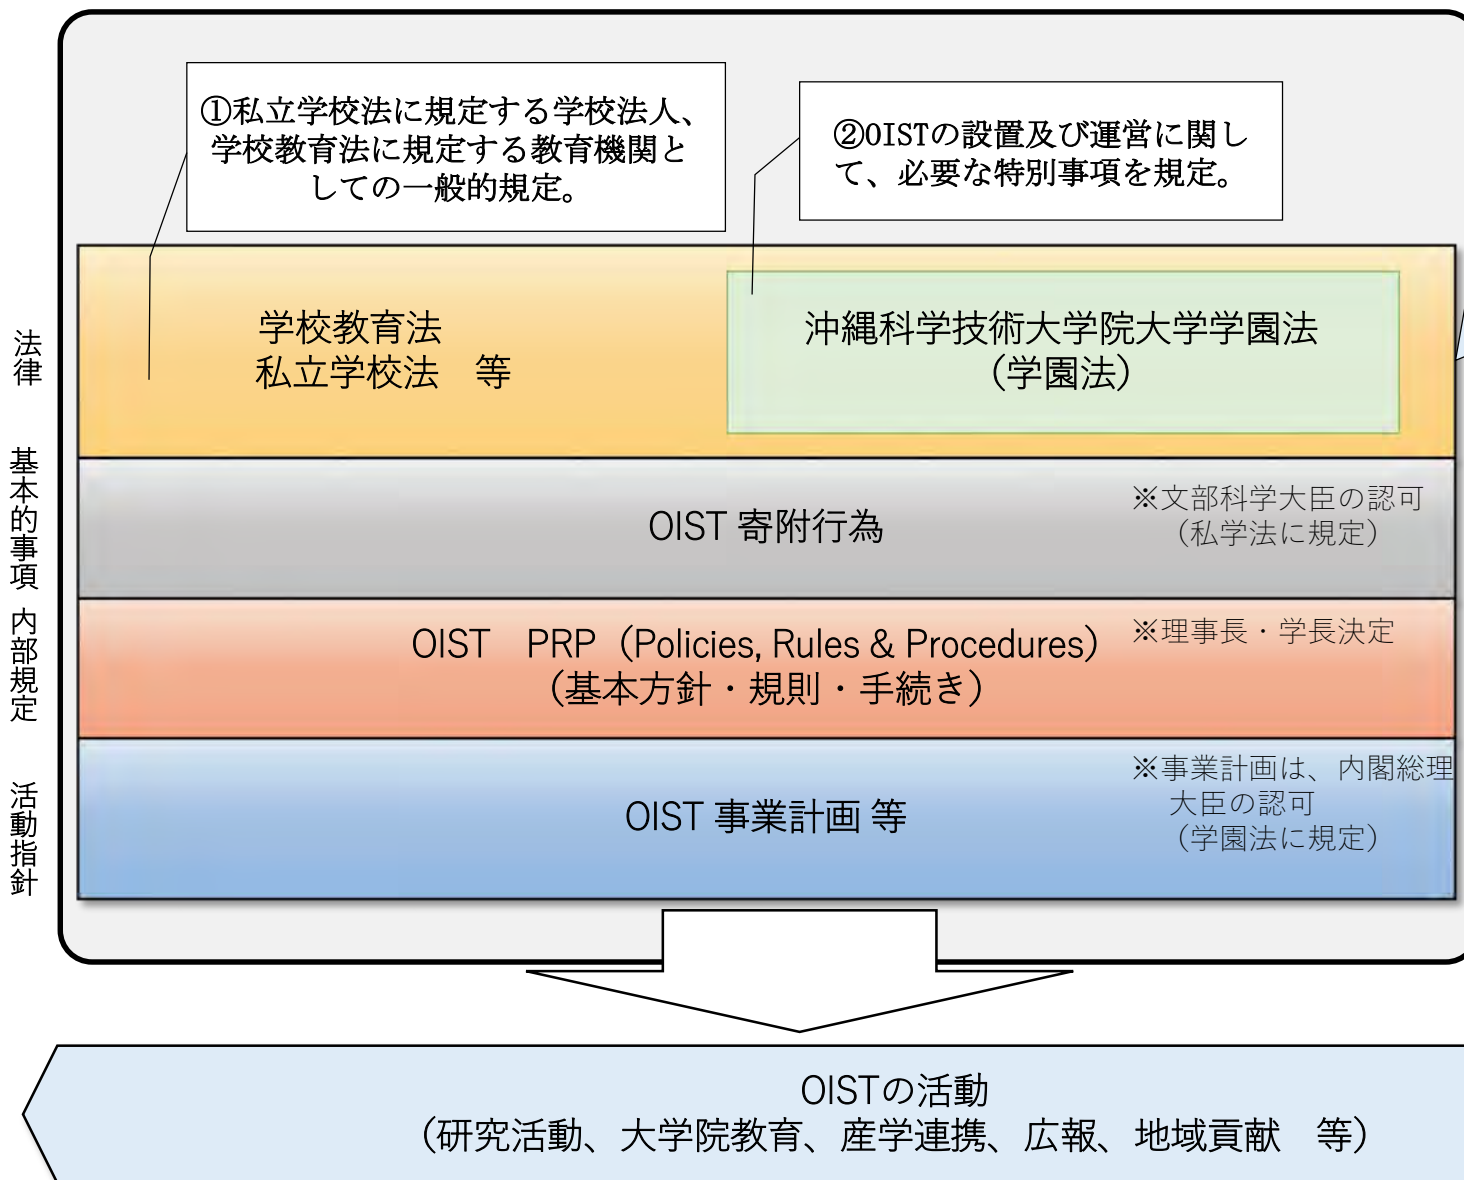 ①私立学校法に規定する学校法人、
学校教育法に規定する教育機関と
しての一般的規定。
②OISTの設置及び運営に関し
て、必要な特別事項を規定。
法律
学校教育法
私立学校法　等
沖縄科学技術大学院大学学園法
（学園法）
基本的事項
OIST 寄附行為
※文部科学大臣の認可
（私学法に規定）
内部規定
OIST　PRP（Policies, Rules & Procedures）
（基本方針・規則・手続き）
※理事長・学長決定
活動指針
OIST 事業計画 等
※事業計画は、内閣総理
大臣の認可
（学園法に規定）
OISTの活動
（研究活動、大学院教育、産学連携、広報、地域貢献　等）